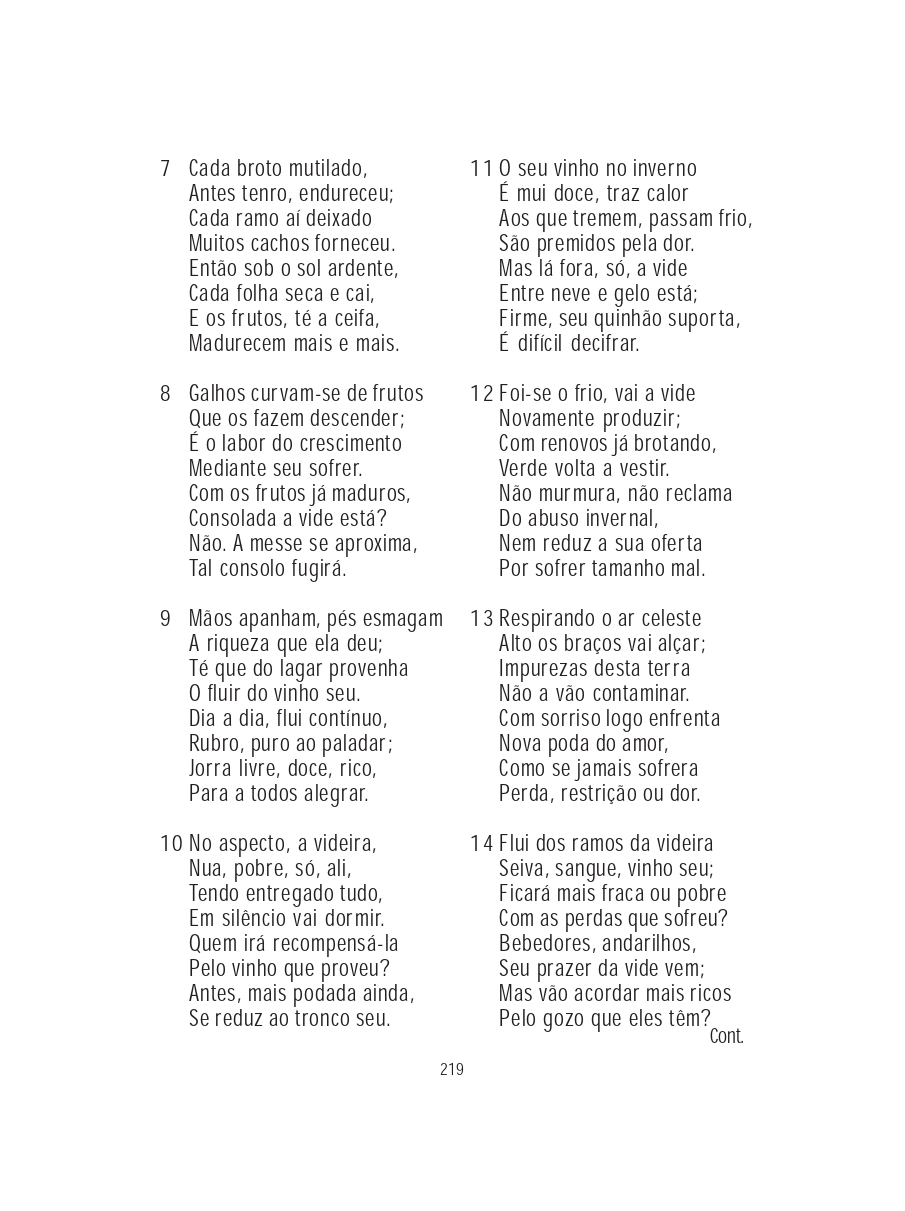 7 Cada broto mutilado,
Antes tenro, endureceu;
Cada ramo aí deixado
Muitos cachos forneceu.
Então sob o sol ardente,
Cada folha seca e cai,
E os frutos, té a ceifa,
Madurecem mais e mais.

8 Galhos curvam-se de frutos
Que os fazem descender;
É o labor do crescimento
Mediante seu sofrer.
Com os frutos já maduros,
Consolada a vide está?
Não. A messe se aproxima,
Tal consolo fugirá.

9 Mãos apanham, pés esmagam
A riqueza que ela deu;
Té que do lagar provenha
O fluir do vinho seu.
Dia a dia, flui contínuo,
Rubro, puro ao paladar;
Jorra livre, doce, rico,
Para a todos alegrar.

10 No aspecto, a videira,
Nua, pobre, só, ali,
Tendo entregado tudo,
Em silêncio vai dormir.
Quem irá recompensá-la
Pelo vinho que proveu?
Antes, mais podada ainda,
Se reduz ao tronco seu.

11 O seu vinho no inverno
É mui doce, traz calor
Aos que tremem, passam frio,
São premidos pela dor.
Mas lá fora, só, a vide
Entre neve e gelo está;
Firme, seu quinhão suporta,
É difícil decifrar.

12 Foi-se o frio, vai a vide
Novamente produzir;
Com renovos já brotando,
Verde volta a vestir.
Não murmura, não reclama
Do abuso invernal,
Nem reduz a sua oferta
Por sofrer tamanho mal.

13 Respirando o ar celeste
Alto os braços vai alçar;
Impurezas desta terra
Não a vão contaminar.
Com sorriso logo enfrenta
Nova poda do amor,
Como se jamais sofrera
Perda, restrição ou dor.

14 Flui dos ramos da videira
Seiva, sangue, vinho seu;
Ficará mais fraca ou pobre
Com as perdas que sofreu?
Bebedores, andarilhos,
Seu prazer da vide vem;
Mas vão acordar mais ricos
Pelo gozo que eles têm?
Cont.
219